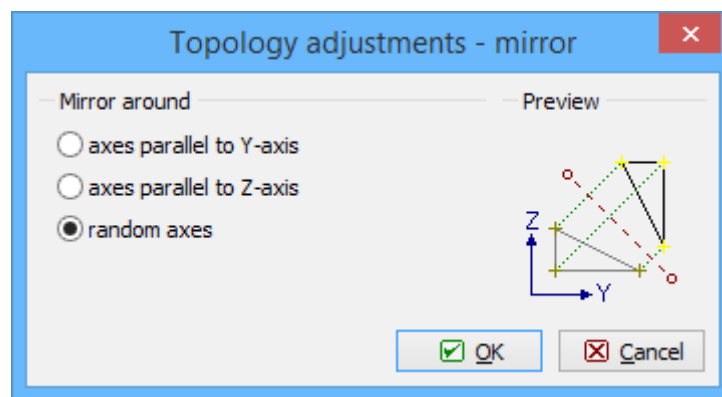 Topology adjustments - mirror
Mirror around
Preview
axes parallel to Y-axis
axes parallel to Z-axis
random axes
Z
Y
OK
Cancel